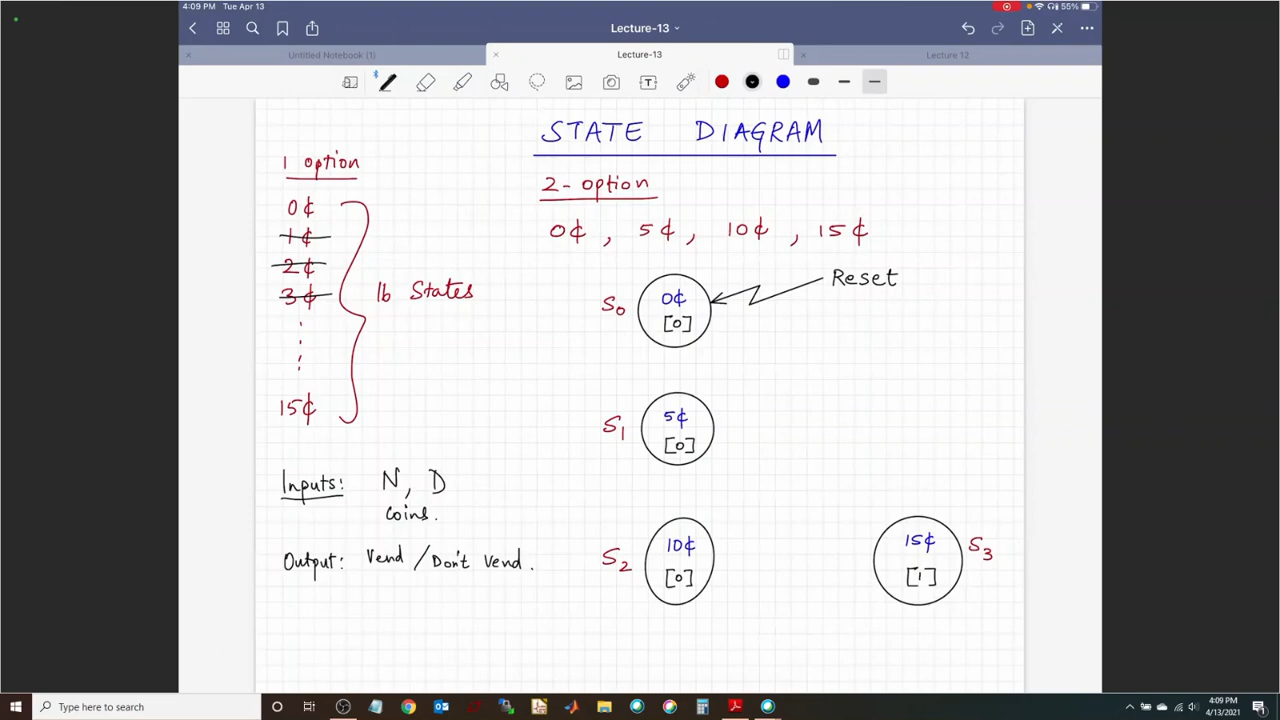 4:09 PM Tue Apr 13
55%
Lecture-13
Untitled Notebook (1)
Lecture-13
Lecture 12
STATE DIAGRAM
1 option
0¢
1¢
2¢
3¢
15¢
16 States
2-option
0¢, 5¢, 10¢, 15¢
Reset
S0
0¢
[0]
S1
5¢
[0]
Inputs: N, D
coins.
Output: Vend / Don't Vend.
S2
10¢
[0]
15¢
[1]
S3
Type here to search
4:09 PM
4/13/2021